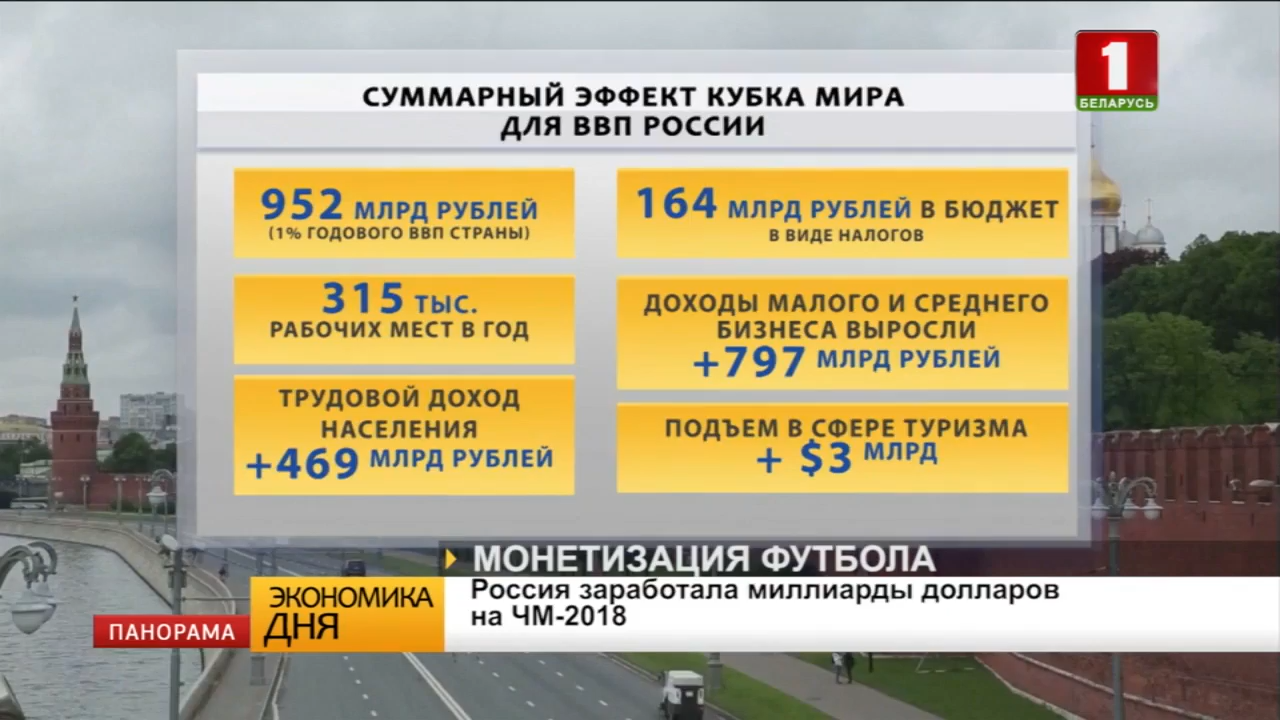 1
БЕЛАРУСЬ
СУММАРНЫЙ ЭФФЕКТ КУБКА МИРА
ДЛЯ ВВП РОССИИ
952 МЛРД РУБЛЕЙ
(1% ГОДОВОГО ВВП СТРАНЫ)
315 ТЫС.
РАБОЧИХ МЕСТ В ГОД
ТРУДОВОЙ ДОХОД
НАСЕЛЕНИЯ
+469 МЛРД РУБЛЕЙ
164 МЛРД РУБЛЕЙ В БЮДЖЕТ
В ВИДЕ НАЛОГОВ
ДОХОДЫ МАЛОГО И СРЕДНЕГО
БИЗНЕСА ВЫРОСЛИ
+797 МЛРД РУБЛЕЙ
ПОДЪЕМ В СФЕРЕ ТУРИЗМА
+ $3 МЛРД
МОНЕТИЗАЦИЯ ФУТБОЛА
Россия заработала миллиарды долларов
на ЧМ-2018
ЭКОНОМИКА
ДНЯ
ПАНОРАМА